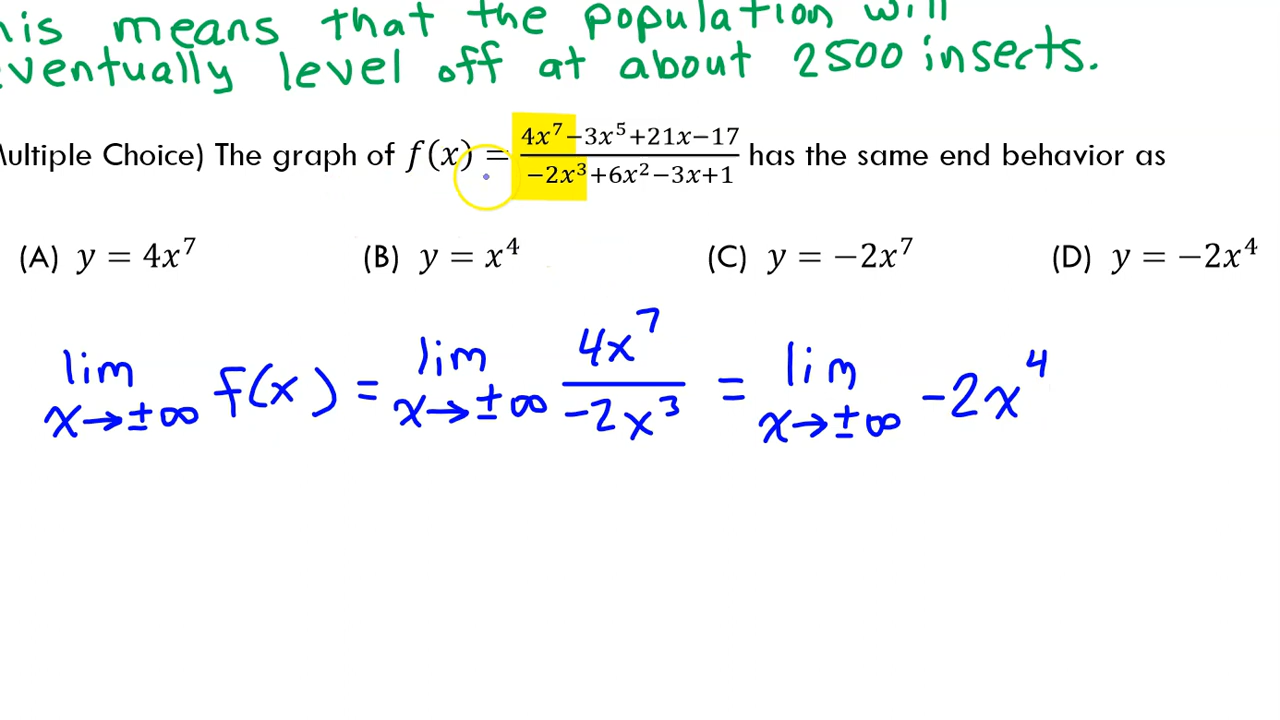 his means that the population will
eventually level off at about 2500 insects.
Multiple Choice) The graph of f(x) = (4x⁷−3x⁵+21x−17)/(−2x³+6x²−3x+1) has the same end behavior as
(A) y = 4x⁷ (B) y = x⁴ (C) y = −2x⁷ (D) y = −2x⁴
lim x→±∞ f(x) = lim x→±∞ 4x⁷/−2x³ = lim x→±∞ −2x⁴